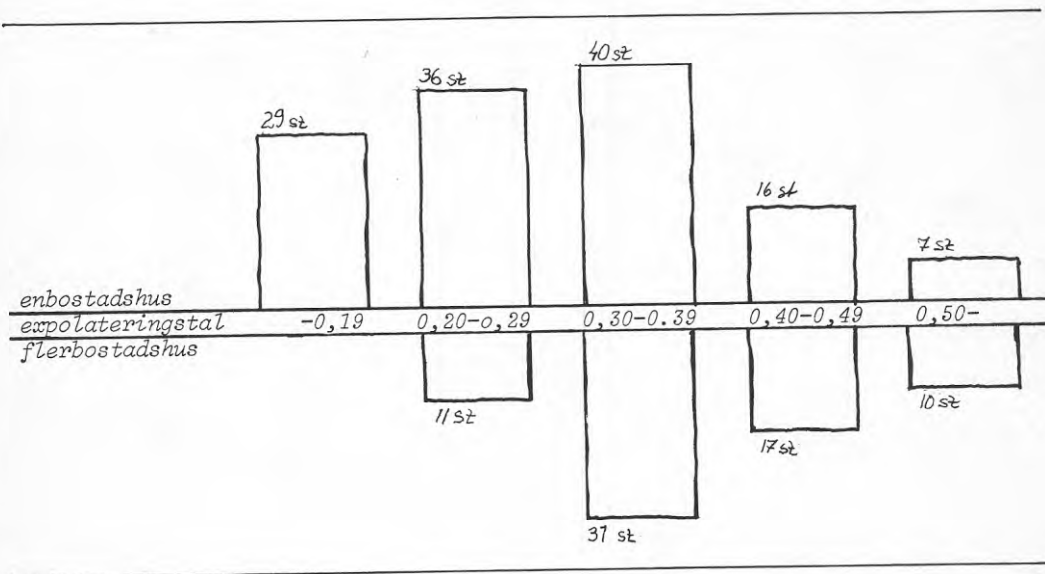 40 st
36 st
29 st
16 st
7 st
enbostadshus
expolateringstal -0,19 0,20-0,29 0,30-0.39 0,40-0,49 0,50-
flerbostadshus
11 st
10 st
17 st
31 st